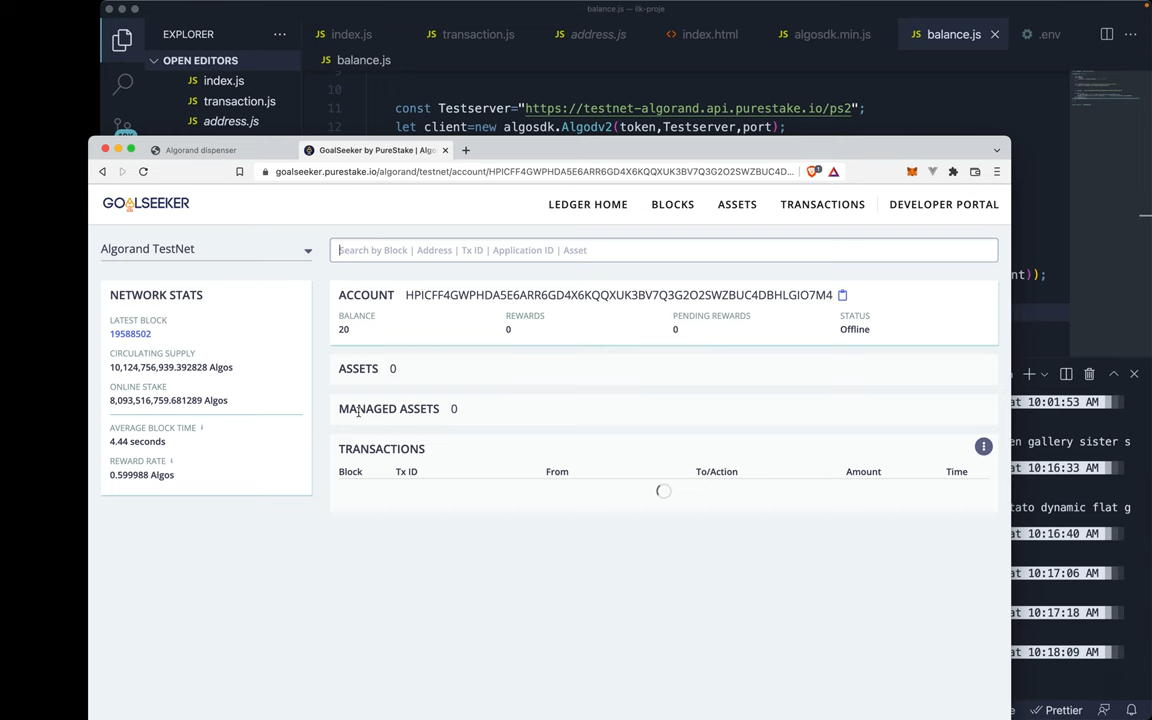 balance.js — ilk-proje
EXPLORER
index.js
transaction.js
address.js
index.html
algosdk.min.js
balance.js
.env
OPEN EDITORS
balance.js
index.js
transaction.js
address.js
10
11 const Testserver="https://testnet-algorand.api.purestake.io/ps2";
12 let client=new algosdk.Algodv2(token,Testserver,port);
Algorand dispenser
GoalSeeker by PureStake | Algo
goalseeker.purestake.io/algorand/testnet/account/HPICFF4GWPHDA5E6ARR6GD4X6KQQXUK3BV7Q3G2O2SWZBUC4D...
GOALSEEKER
LEDGER HOME
BLOCKS
ASSETS
TRANSACTIONS
DEVELOPER PORTAL
Algorand TestNet
Search by Block | Address | Tx ID | Application ID | Asset
nt));
NETWORK STATS
LATEST BLOCK
19588502
CIRCULATING SUPPLY
10,124,756,939.392828 Algos
ONLINE STAKE
8,093,516,759.681289 Algos
AVERAGE BLOCK TIME
4.44 seconds
REWARD RATE
0.599988 Algos
ACCOUNT HPICFF4GWPHDA5E6ARR6GD4X6KQQXUK3BV7Q3G2O2SWZBUC4DBHLGIO7M4
BALANCE REWARDS PENDING REWARDS STATUS
20 0 0 Offline
ASSETS 0
MANAGED ASSETS 0
TRANSACTIONS
Block Tx ID From To/Action Amount Time
at 10:01:53 AM
en gallery sister s
at 10:16:33 AM
tato dynamic flat g
at 10:16:40 AM
at 10:17:06 AM
at 10:17:18 AM
at 10:18:09 AM
Prettier